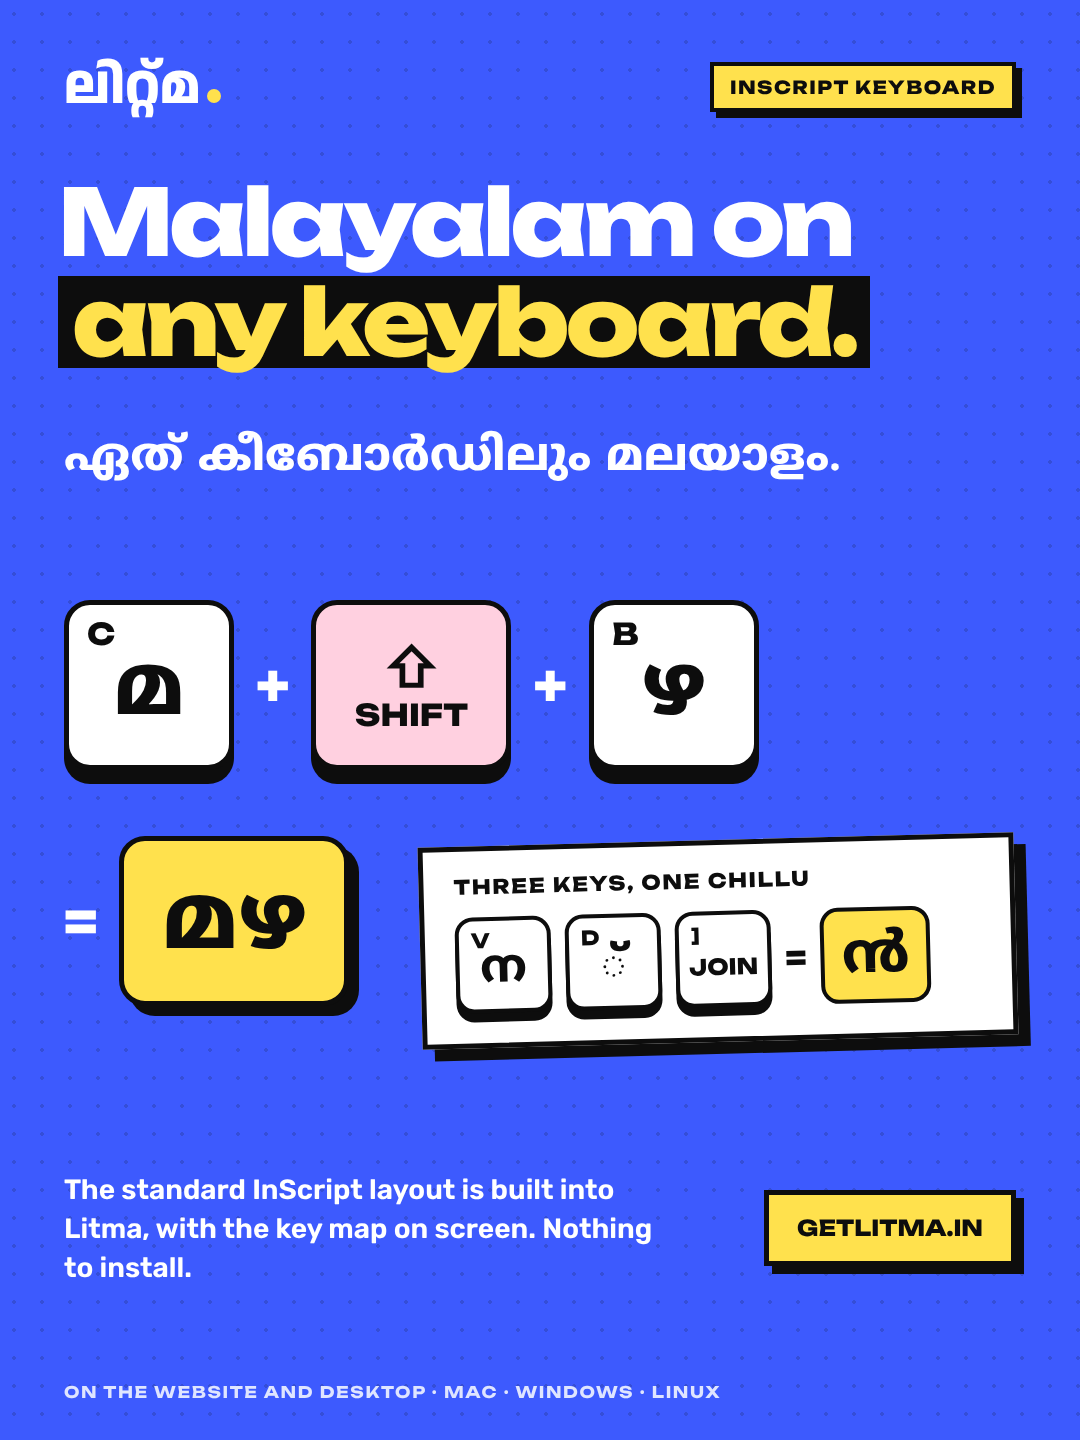 ലിറ്റ്മ.
INSCRIPT KEYBOARD
Malayalam on
any keyboard.
ഏത് കീബോർഡിലും മലയാളം.
C
മ
+
⇧
SHIFT
+
B
ഴ
=
മഴ
THREE KEYS, ONE CHILLU
V
ന
D
◌്
]
JOIN
=
ൻ
The standard InScript layout is built into
Litma, with the key map on screen. Nothing
to install.
GETLITMA.IN
ON THE WEBSITE AND DESKTOP · MAC · WINDOWS · LINUX